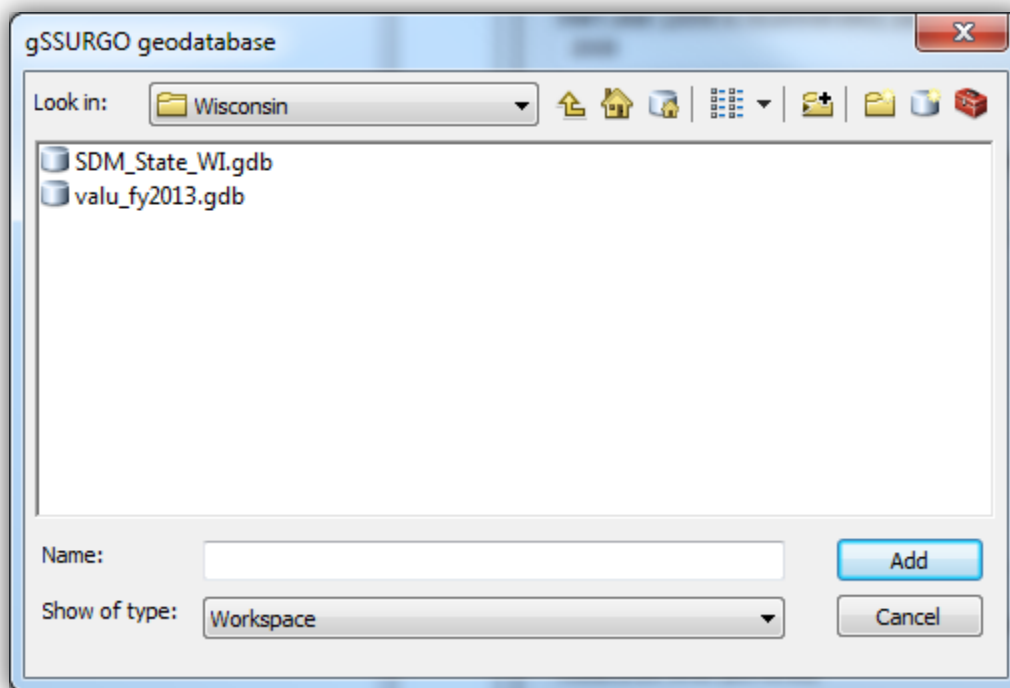 gSSURGO geodatabase
Look in: Wisconsin
SDM_State_WI.gdb
valu_fy2013.gdb
Name: Add
Show of type: Workspace Cancel